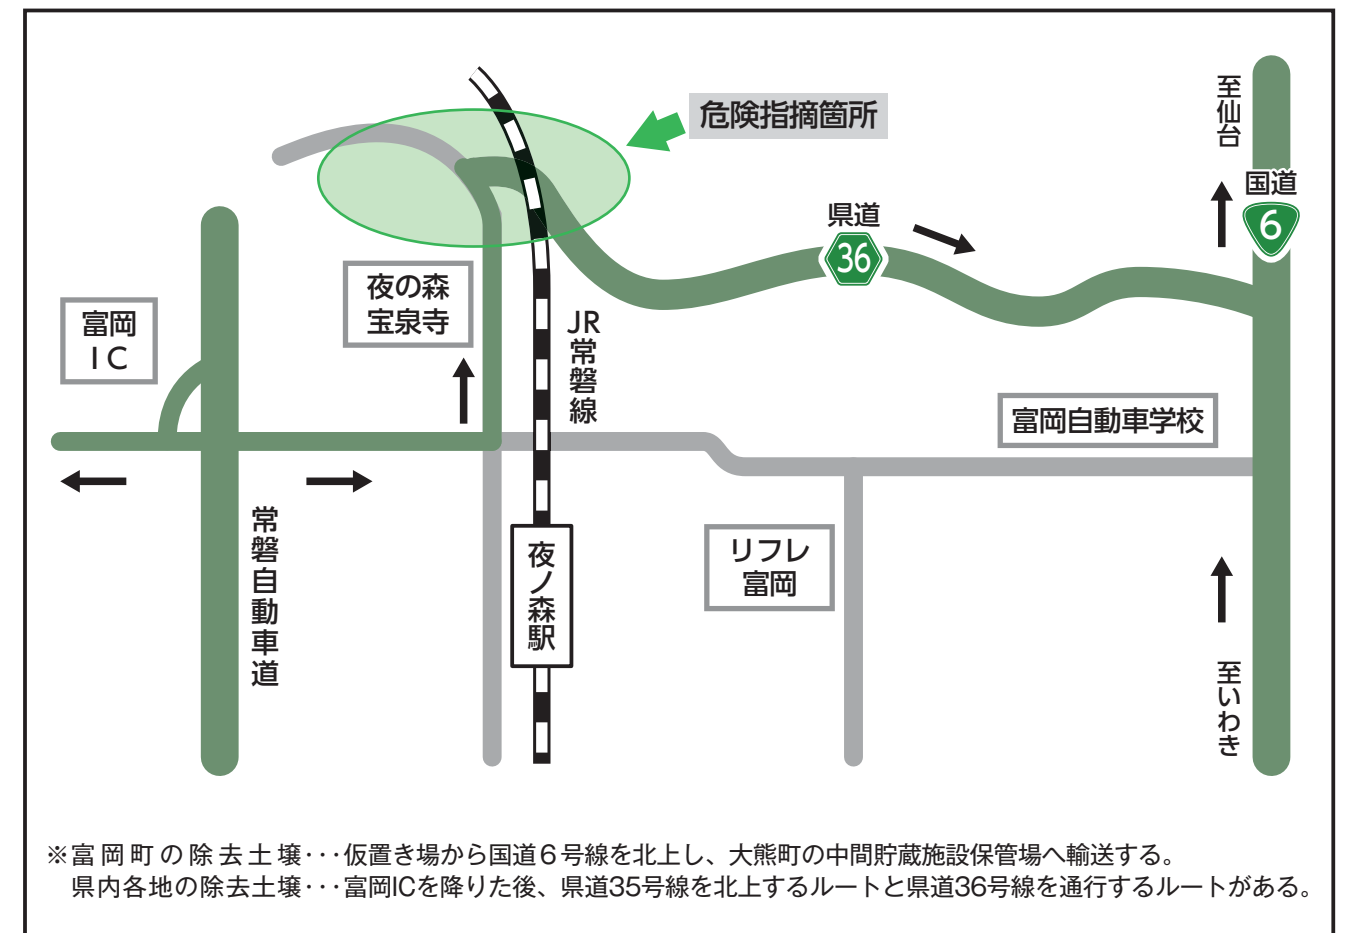 危険指摘箇所
至仙台
国道
6
県道
36
夜の森
宝泉寺
富岡
IC
JR常磐線
富岡自動車学校
常磐自動車道
夜ノ森駅
リフレ
富岡
至いわき
※富岡町の除去土壌･･･仮置き場から国道６号線を北上し、大熊町の中間貯蔵施設保管場へ輸送する。
県内各地の除去土壌･･･富岡ICを降りた後、県道35号線を北上するルートと県道36号線を通行するルートがある。